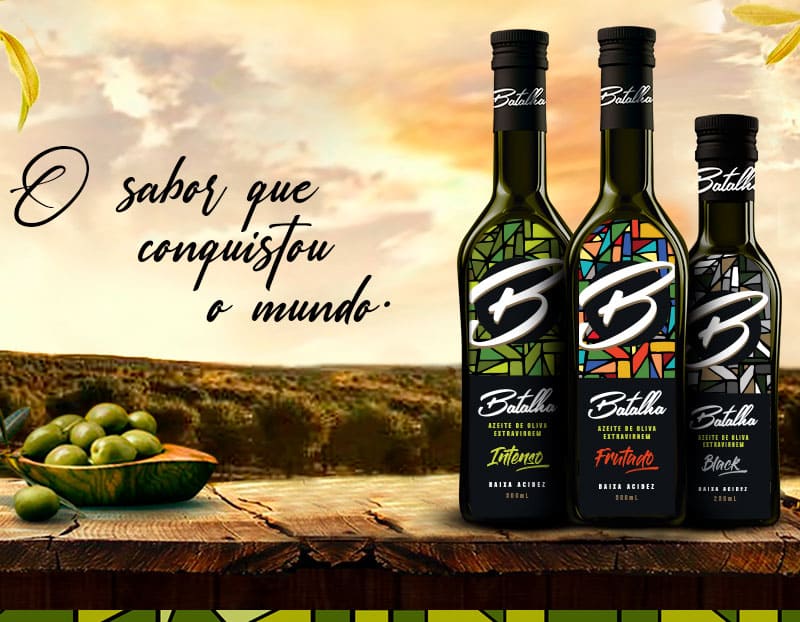 O sabor que
conquistou
o mundo.
Batalha
B
Batalha
AZEITE DE OLIVA
EXTRAVIRGEM
Intenso
BAIXA ACIDEZ
500mL
Batalha
B
Batalha
AZEITE DE OLIVA
EXTRAVIRGEM
Frutado
BAIXA ACIDEZ
500mL
Batalha
B
Batalha
AZEITE DE OLIVA
EXTRAVIRGEM
Black
BAIXA ACIDEZ